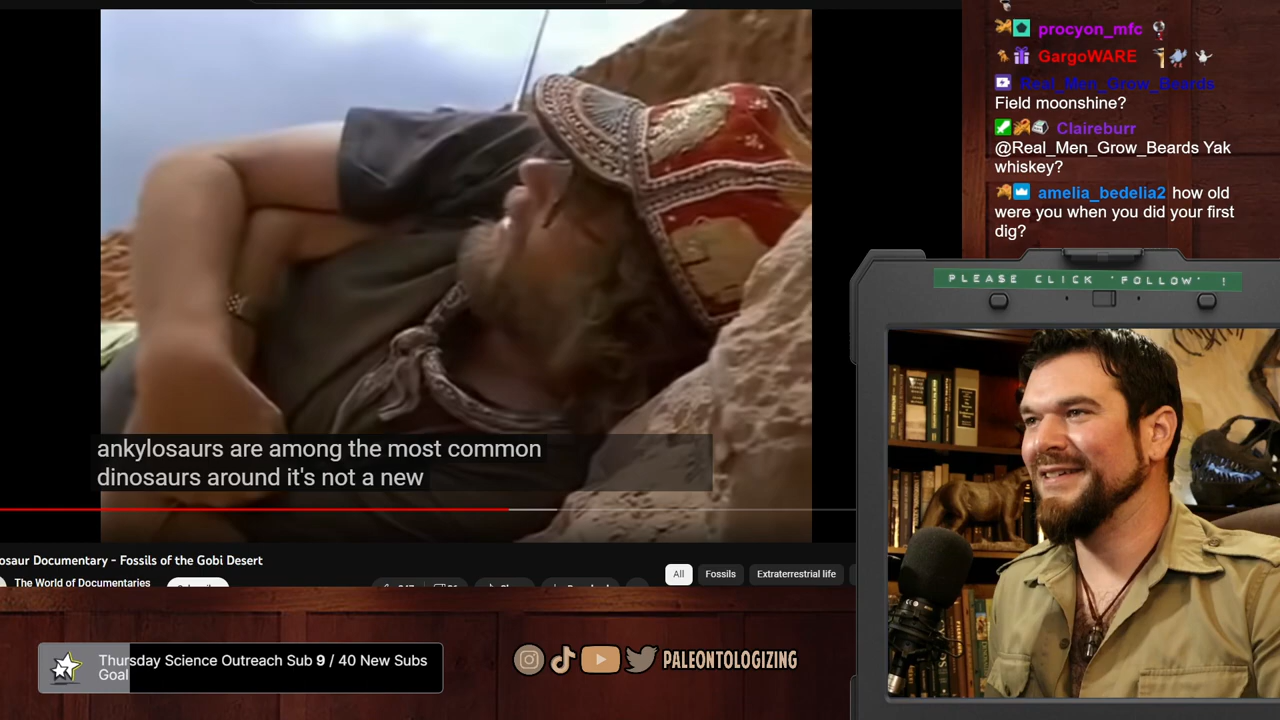 procyon_mfc
GargoWARE
Real_Men_Grow_Beards
Field moonshine?
Claireburr
@Real_Men_Grow_Beards Yak
whiskey?
amelia_bedelia2 how old
were you when you did your first
dig?
PLEASE CLICK 'FOLLOW' !
ankylosaurs are among the most common
dinosaurs around it's not a new
osaur Documentary - Fossils of the Gobi Desert
The World of Documentaries
All Fossils Extraterrestrial life
Thursday Science Outreach Sub 9 / 40 New Subs
Goal
PALEONTOLOGIZING